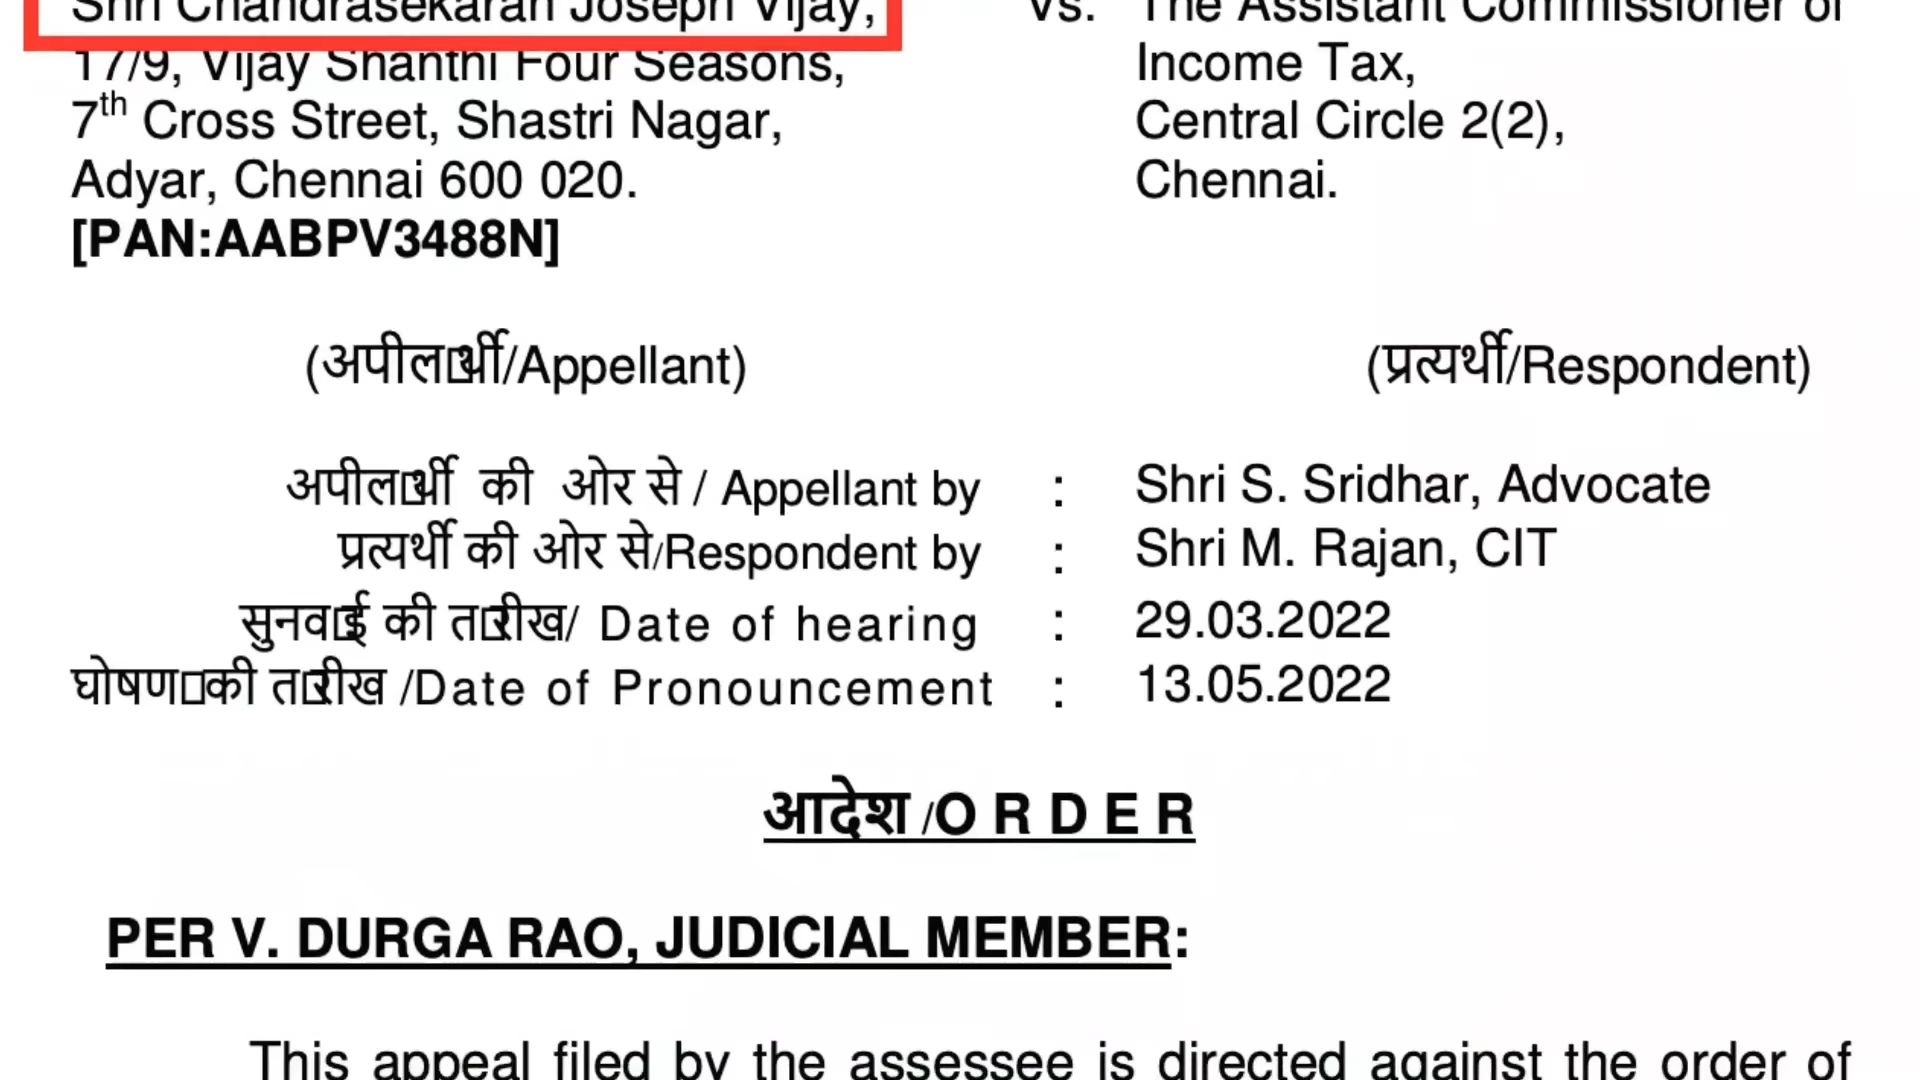 Shri Chandrasekaran Joseph Vijay, Vs. The Assistant Commissioner of
17/9, Vijay Shanthi Four Seasons, Income Tax,
7th Cross Street, Shastri Nagar, Central Circle 2(2),
Adyar, Chennai 600 020. Chennai.
[PAN:AABPV3488N]
(अपील□र्थी/Appellant) (प्रत्यर्थी/Respondent)
अपील□र्थी की ओर से / Appellant by : Shri S. Sridhar, Advocate
प्रत्यर्थी की ओर से/Respondent by : Shri M. Rajan, CIT
सुनव□ई की त□रीख/ Date of hearing : 29.03.2022
घोषण□की त□रीख /Date of Pronouncement : 13.05.2022
आदेश /O R D E R
PER V. DURGA RAO, JUDICIAL MEMBER:
This appeal filed by the assessee is directed against the order of